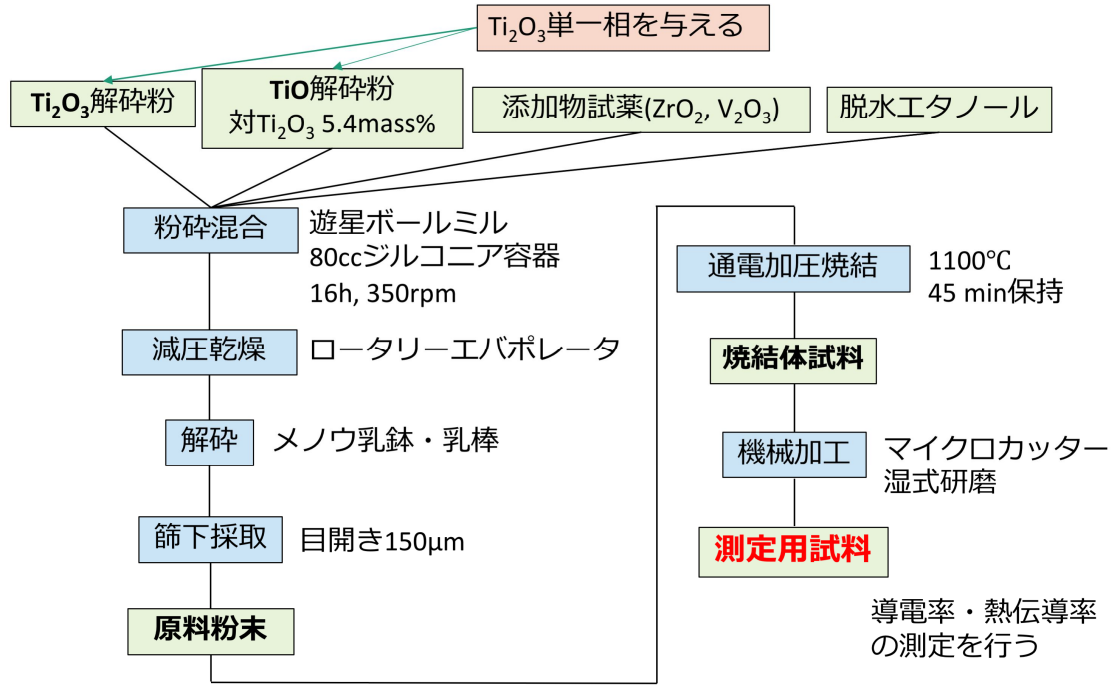 Ti₂O₃単一相を与える
Ti₂O₃解砕粉
TiO解砕粉
対Ti₂O₃ 5.4mass%
添加物試薬(ZrO₂, V₂O₃)
脱水エタノール
粉砕混合
遊星ボールミル
80ccジルコニア容器
16h, 350rpm
減圧乾燥
ロータリーエバポレータ
解砕
メノウ乳鉢・乳棒
篩下採取
目開き150μm
原料粉末
通電加圧焼結
1100℃
45 min保持
焼結体試料
機械加工
マイクロカッター
湿式研磨
測定用試料
導電率・熱伝導率
の測定を行う